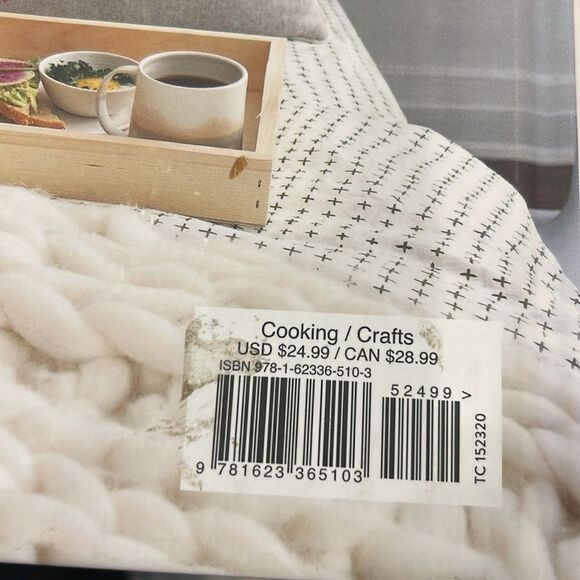 Cooking / Crafts
USD $24.99 / CAN $28.99
ISBN 978-1-62336-510-3
52499 >
9 781623 365103
TC 152320